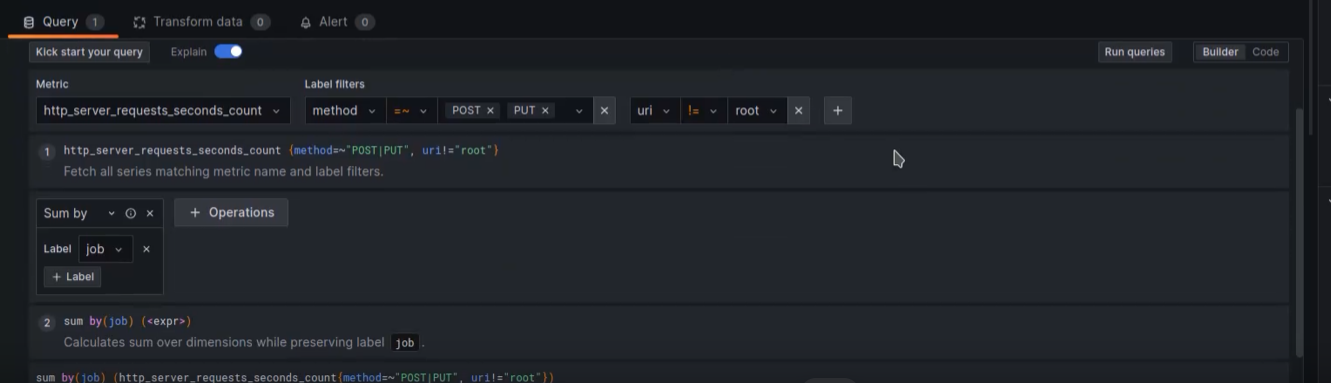 Query 1 Transform data 0 Alert 0
Kick start your query Explain Run queries Builder Code
Metric Label filters
http_server_requests_seconds_count method =~ POST × PUT × × uri != root × +
1 http_server_requests_seconds_count {method=~"POST|PUT", uri!="root"}
Fetch all series matching metric name and label filters.
Sum by × + Operations
Label job ×
+ Label
2 sum by(job) (<expr>)
Calculates sum over dimensions while preserving label job .
sum by(job) (http_server_requests_seconds_count{method=~"POST|PUT", uri!="root"})